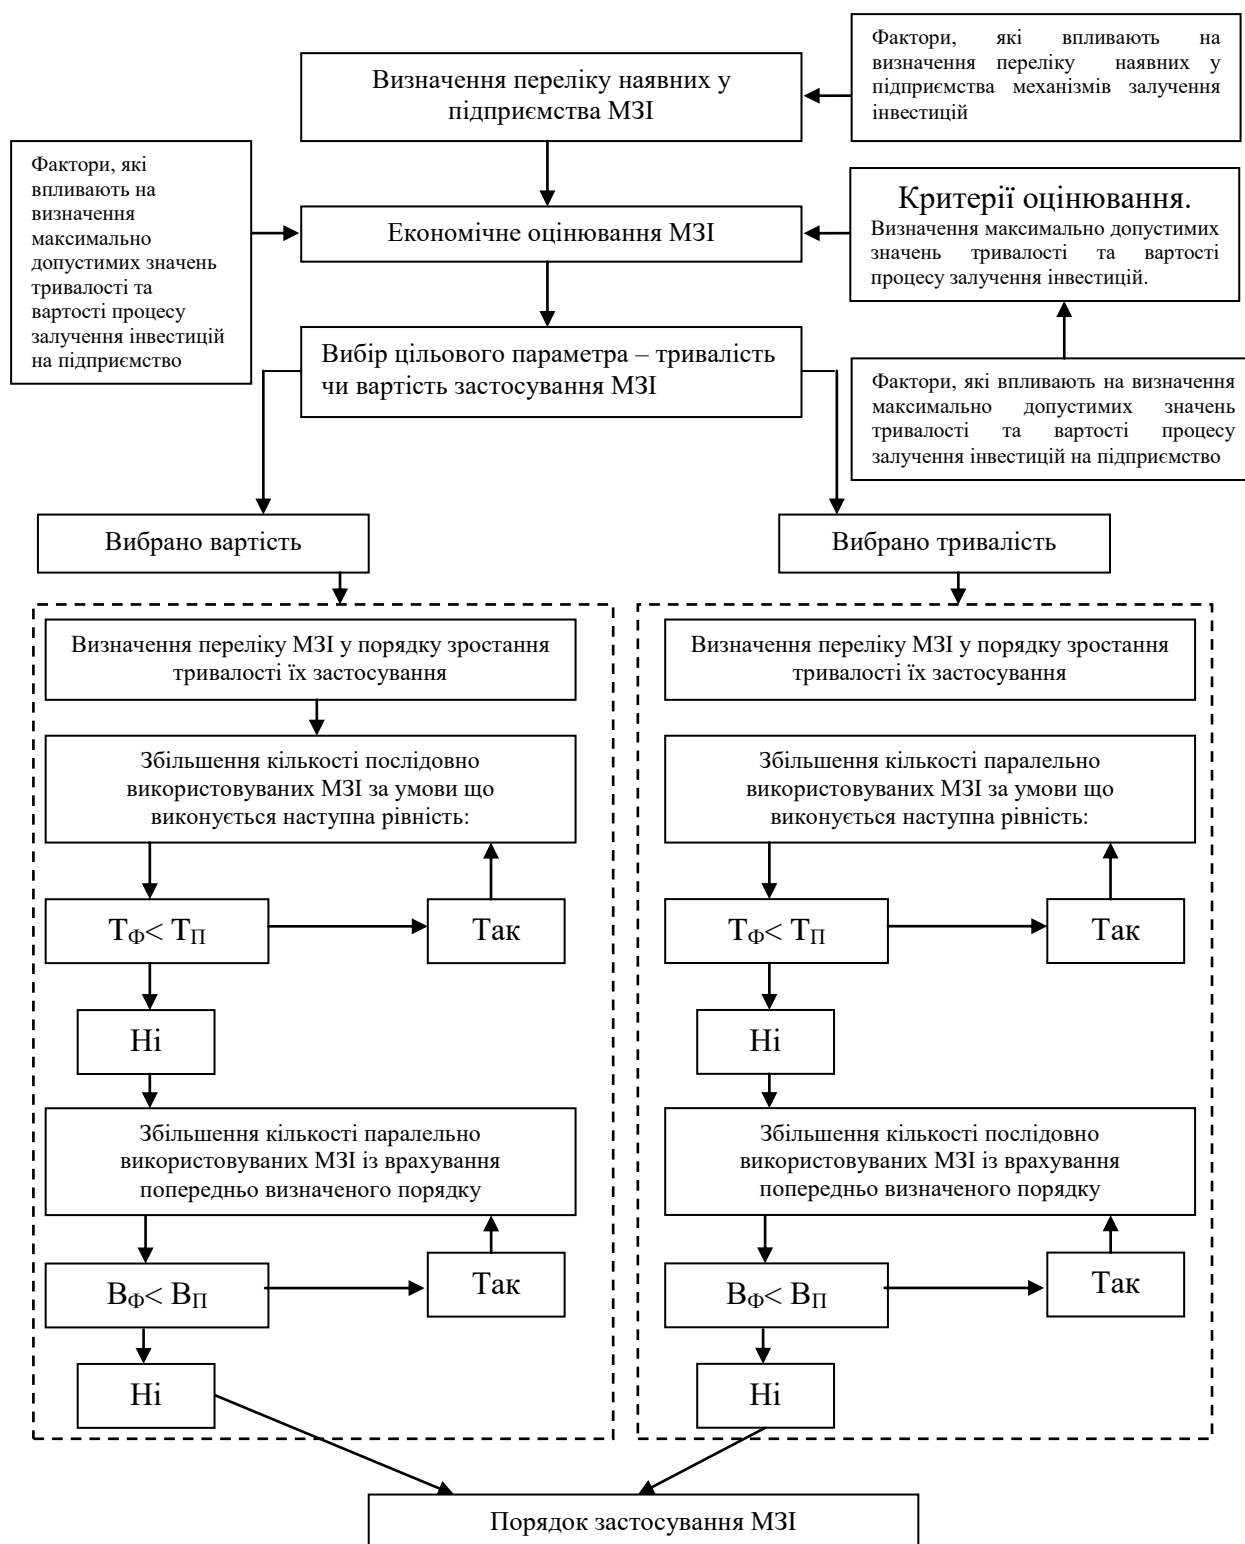 Фактори, які впливають на
визначення переліку наявних у
підприємства механізмів залучення
інвестицій
Визначення переліку наявних у
підприємства МЗІ
Фактори, які
впливають на
визначення
максимально
допустимих значень
тривалості та
вартості процесу
залучення інвестицій
на підприємство
Економічне оцінювання МЗІ
Критерії оцінювання.
Визначення максимально допустимих
значень тривалості та вартості
процесу залучення інвестицій.
Вибір цільового параметра – тривалість
чи вартість застосування МЗІ
Фактори, які впливають на визначення
максимально допустимих значень
тривалості та вартості процесу
залучення інвестицій на підприємство
Вибрано вартість
Вибрано тривалість
Визначення переліку МЗІ у порядку зростання
тривалості їх застосування
Збільшення кількості послідовно
використовуваних МЗІ за умови що
виконується наступна рівність:
ТФ< ТП
Так
Ні
Збільшення кількості паралельно
використовуваних МЗІ із врахування
попередньо визначеного порядку
ВФ< ВП
Так
Ні
Визначення переліку МЗІ у порядку зростання
тривалості їх застосування
Збільшення кількості паралельно
використовуваних МЗІ за умови що
виконується наступна рівність:
ТФ< ТП
Так
Ні
Збільшення кількості послідовно
використовуваних МЗІ із врахування
попередньо визначеного порядку
ВФ< ВП
Так
Ні
Порядок застосування МЗІ